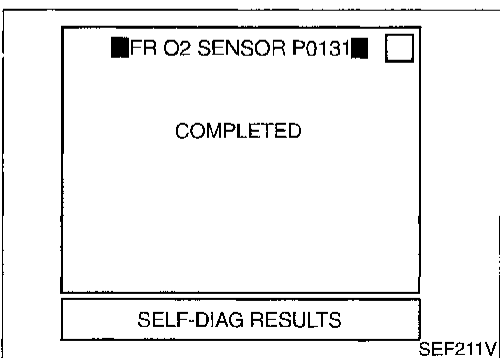 FR O2 SENSOR P0131
COMPLETED
SELF-DIAG RESULTS
SEF211V